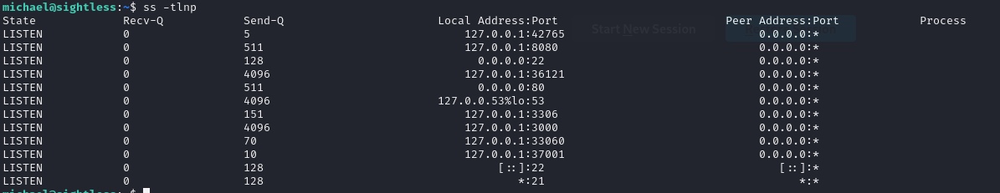 michael@sightless:~$ ss -tlnp
State Recv-Q Send-Q Local Address:Port Peer Address:Port Process
LISTEN 0 5 127.0.0.1:42765 0.0.0.0:*
LISTEN 0 511 127.0.0.1:8080 0.0.0.0:*
LISTEN 0 128 0.0.0.0:22 0.0.0.0:*
LISTEN 0 4096 127.0.0.1:36121 0.0.0.0:*
LISTEN 0 511 0.0.0.0:80 0.0.0.0:*
LISTEN 0 4096 127.0.0.53%lo:53 0.0.0.0:*
LISTEN 0 151 127.0.0.1:3306 0.0.0.0:*
LISTEN 0 4096 127.0.0.1:3000 0.0.0.0:*
LISTEN 0 70 127.0.0.1:33060 0.0.0.0:*
LISTEN 0 10 127.0.0.1:37001 0.0.0.0:*
LISTEN 0 128 [::]:22 [::]:*
LISTEN 0 128 *:21 *:*
michael@sightless:~$
Start New Session